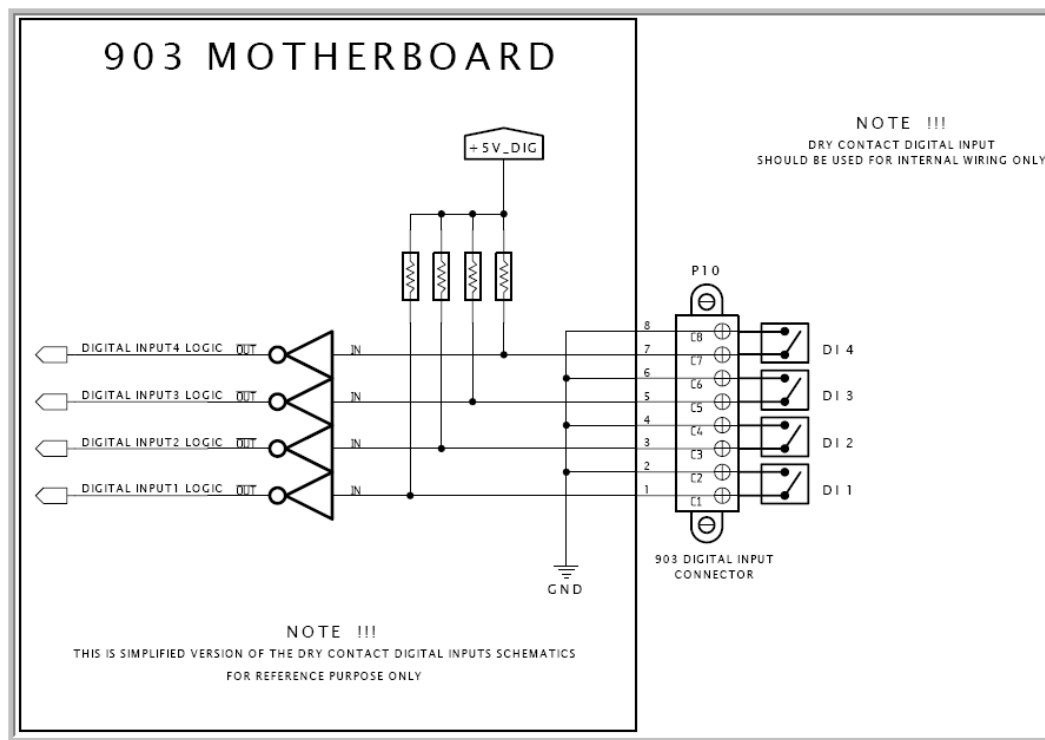 903 MOTHERBOARD
+5V_DIG
NOTE !!!
DRY CONTACT DIGITAL INPUT
SHOULD BE USED FOR INTERNAL WIRING ONLY
P10
DIGITAL INPUT4 LOGIC OUT IN 8 C8
7 C7 DI 4
DIGITAL INPUT3 LOGIC OUT IN 6 C6
5 C5 DI 3
DIGITAL INPUT2 LOGIC OUT IN 4 C4
3 C3 DI 2
DIGITAL INPUT1 LOGIC OUT IN 2 C2
1 C1 DI 1
903 DIGITAL INPUT
CONNECTOR
GND
NOTE !!!
THIS IS SIMPLIFIED VERSION OF THE DRY CONTACT DIGITAL INPUTS SCHEMATICS
FOR REFERENCE PURPOSE ONLY